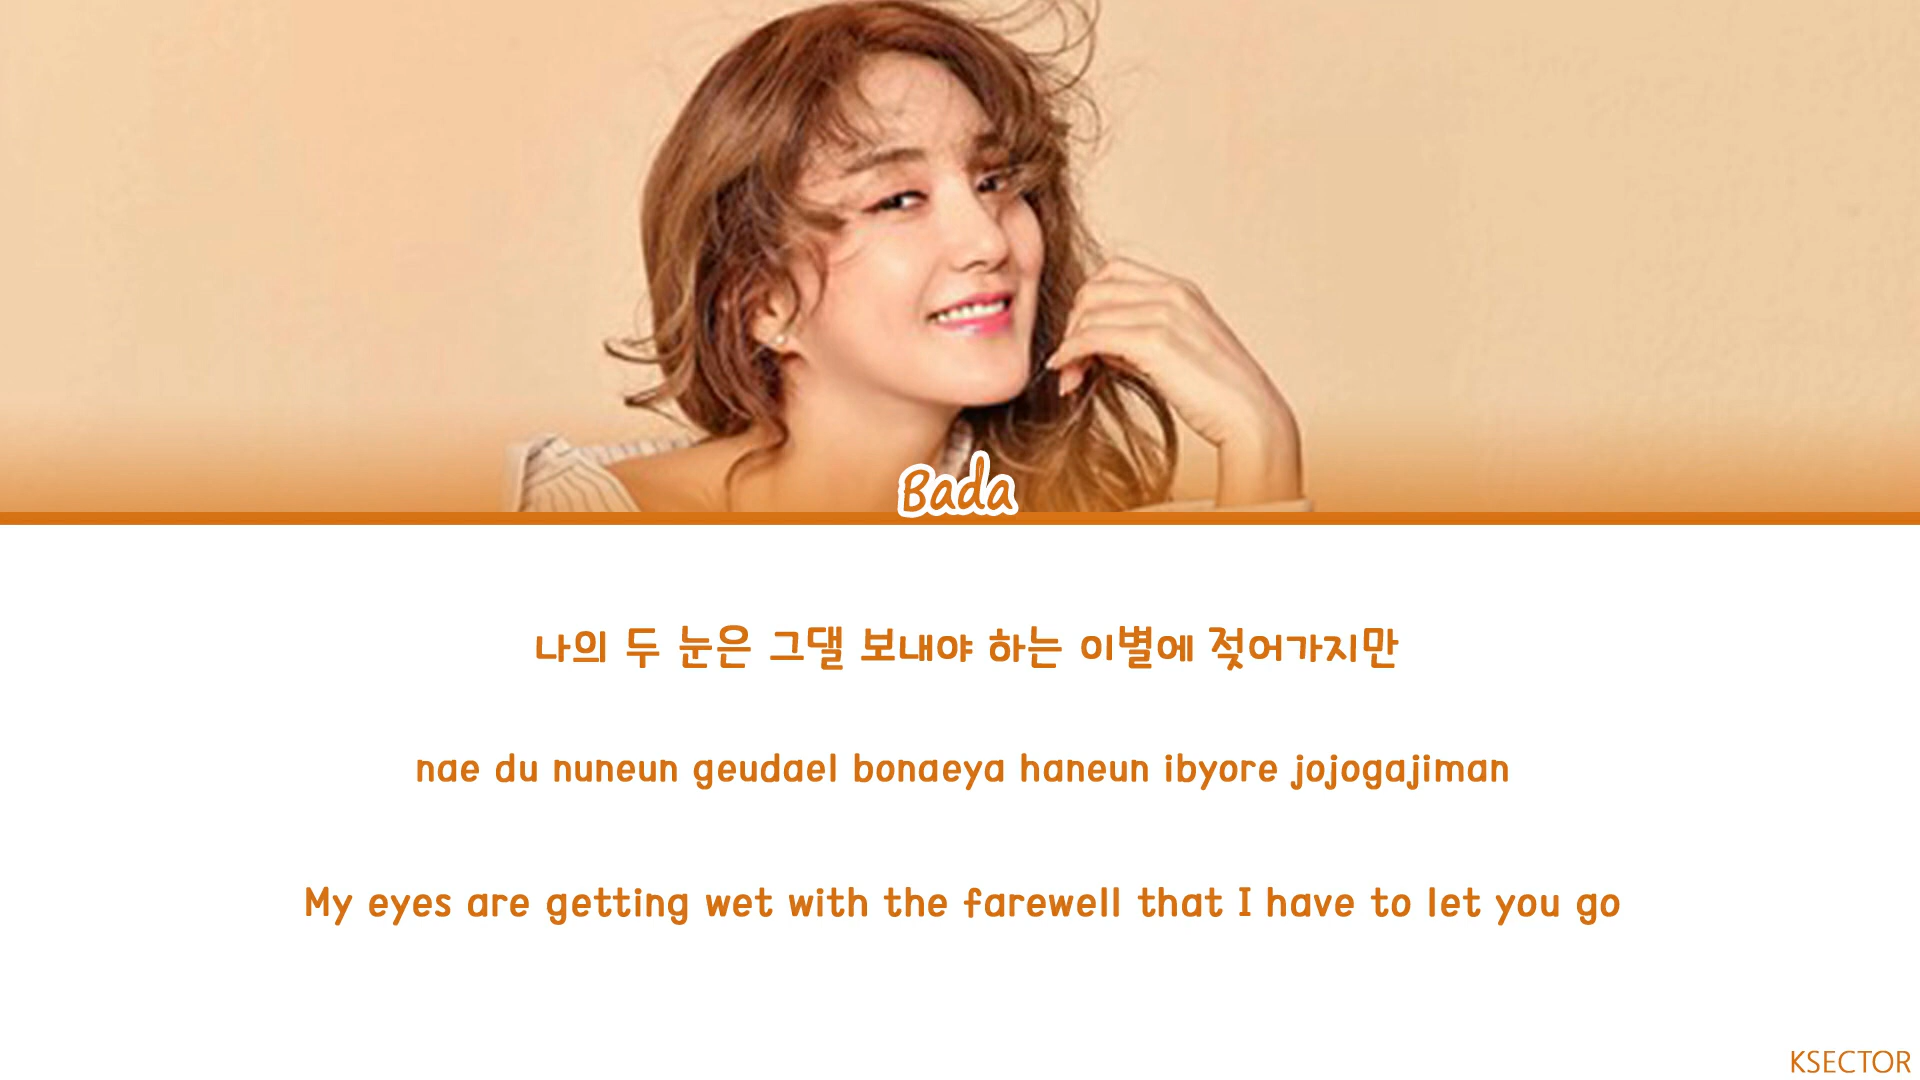 Bada
나의 두 눈은 그댈 보내야 하는 이별에 젖어가지만
nae du nuneun geudael bonaeya haneun ibyore jojogajiman
My eyes are getting wet with the farewell that I have to let you go
KSECTOR